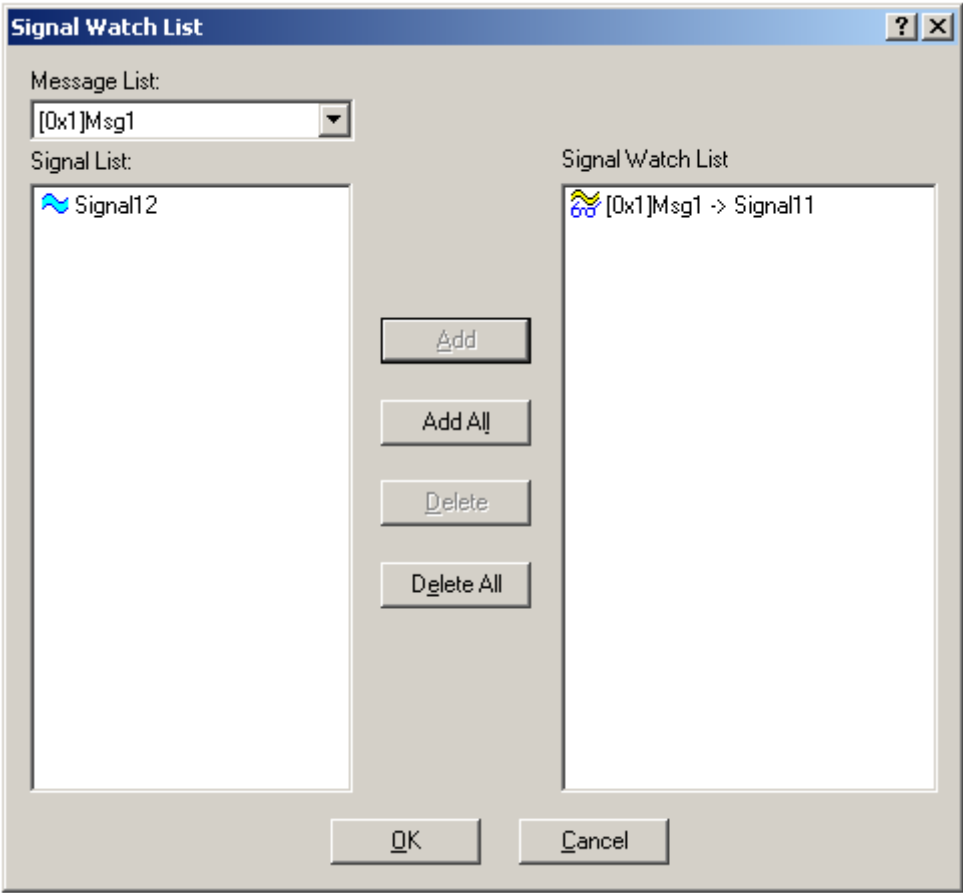 Signal Watch List
Message List:
[0x1]Msg1
Signal List:
Signal12
Signal Watch List
[0x1]Msg1 -> Signal11
Add
Add All
Delete
Delete All
OK
Cancel